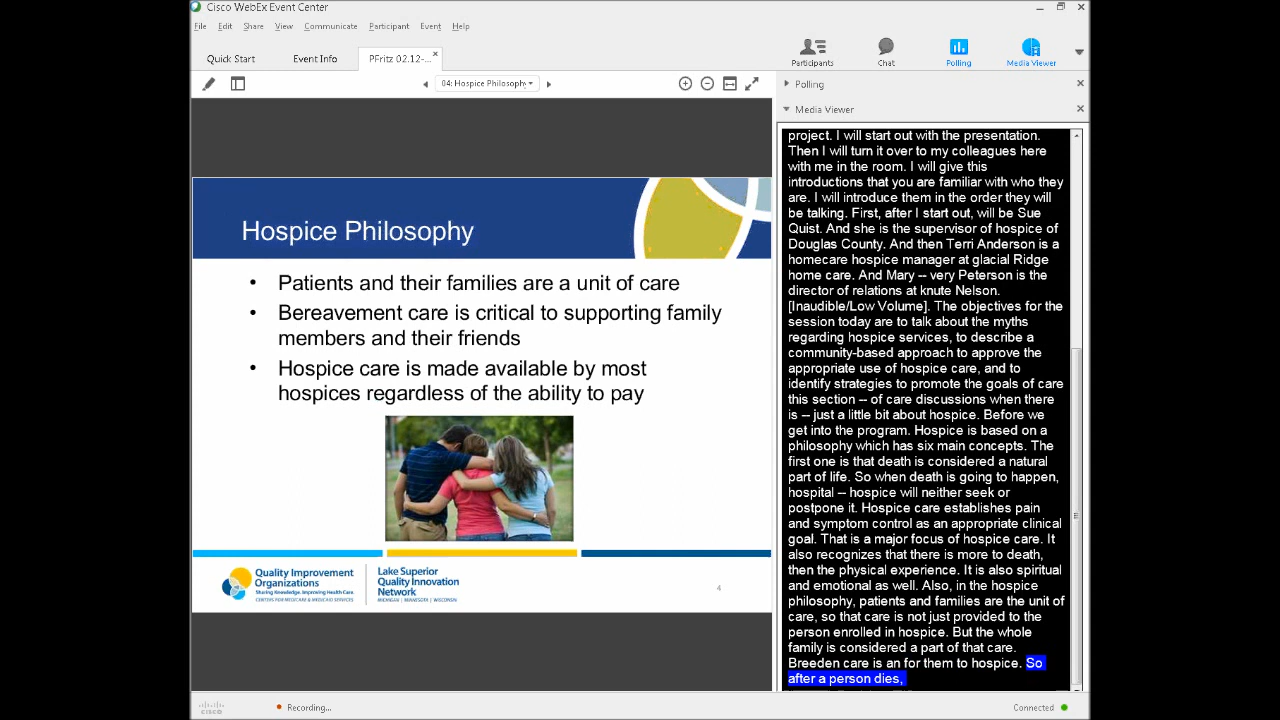 Cisco WebEx Event Center
File Edit Share View Communicate Participant Event Help
Quick Start Event Info PFritz 02.12-...
Participants Chat Polling Media Viewer
04: Hospice Philosophy
Polling
Media Viewer
Hospice Philosophy
• Patients and their families are a unit of care
• Bereavement care is critical to supporting family
members and their friends
• Hospice care is made available by most
hospices regardless of the ability to pay
Quality Improvement
Organizations
Sharing Knowledge. Improving Health Care.
CENTERS FOR MEDICARE & MEDICAID SERVICES
Lake Superior
Quality Innovation
Network
MICHIGAN | MINNESOTA | WISCONSIN
4
project. I will start out with the presentation.
Then I will turn it over to my colleagues here
with me in the room. I will give this
introductions that you are familiar with who they
are. I will introduce them in the order they will
be talking. First, after I start out, will be Sue
Quist. And she is the supervisor of hospice of
Douglas County. And then Terri Anderson is a
homecare hospice manager at glacial Ridge
home care. And Mary -- very Peterson is the
director of relations at knute Nelson.
[Inaudible/Low Volume]. The objectives for the
session today are to talk about the myths
regarding hospice services, to describe a
community-based approach to approve the
appropriate use of hospice care, and to
identify strategies to promote the goals of care
this section -- of care discussions when there
is -- just a little bit about hospice. Before we
get into the program. Hospice is based on a
philosophy which has six main concepts. The
first one is that death is considered a natural
part of life. So when death is going to happen,
hospital -- hospice will neither seek or
postpone it. Hospice care establishes pain
and symptom control as an appropriate clinical
goal. That is a major focus of hospice care. It
also recognizes that there is more to death,
then the physical experience. It is also spiritual
and emotional as well. Also, in the hospice
philosophy, patients and families are the unit of
care, so that care is not just provided to the
person enrolled in hospice. But the whole
family is considered a part of that care.
Breeden care is an for them to hospice. So
after a person dies,
cisco
Recording...
Connected